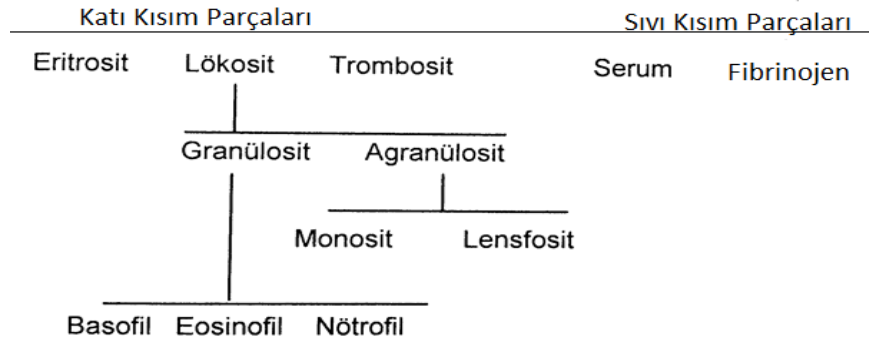 Katı Kısım Parçaları Sıvı Kısım Parçaları
Eritrosit Lökosit Trombosit Serum Fibrinojen
Granülosit Agranülosit
Monosit Lensfosit
Basofil Eosinofil Nötrofil